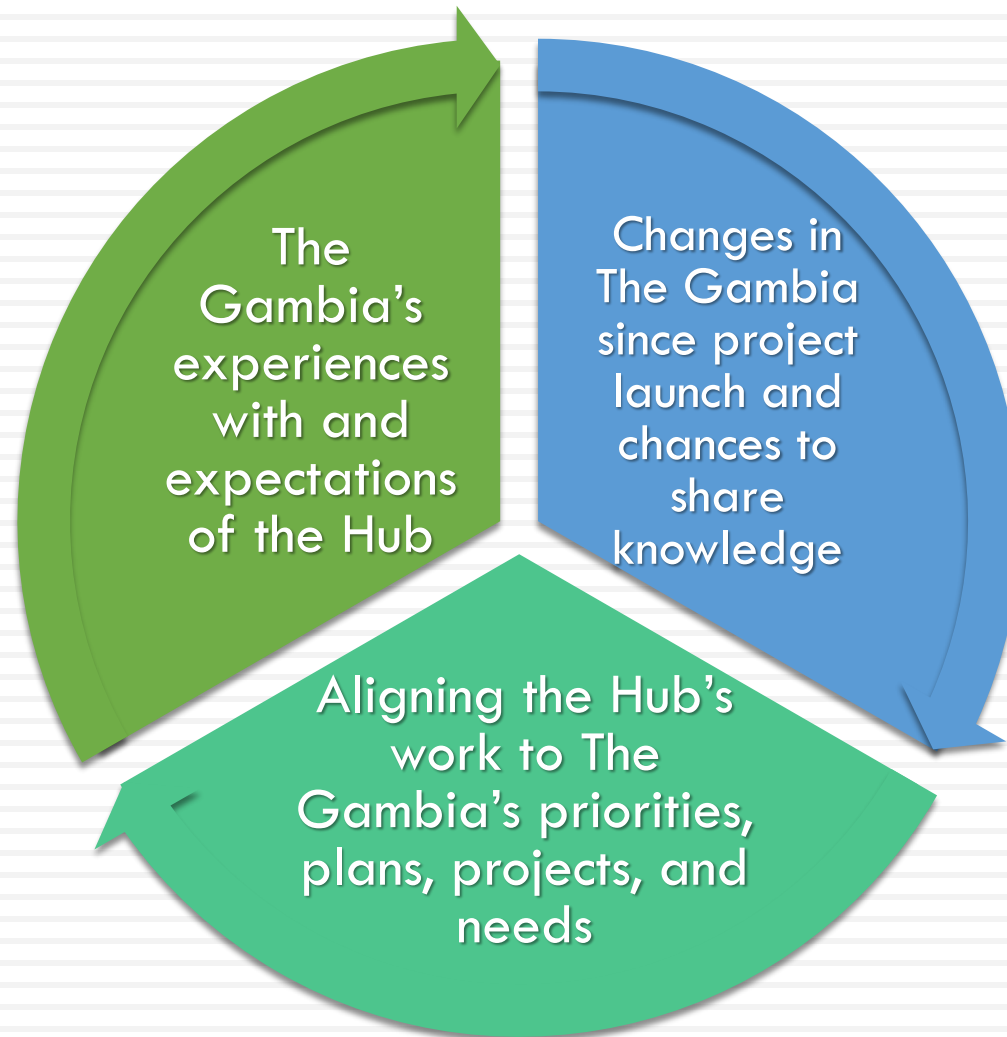 The
Gambia’s
experiences
with and
expectations
of the Hub
Changes in
The Gambia
since project
launch and
chances to
share
knowledge
Aligning the Hub’s
work to The
Gambia’s priorities,
plans, projects, and
needs